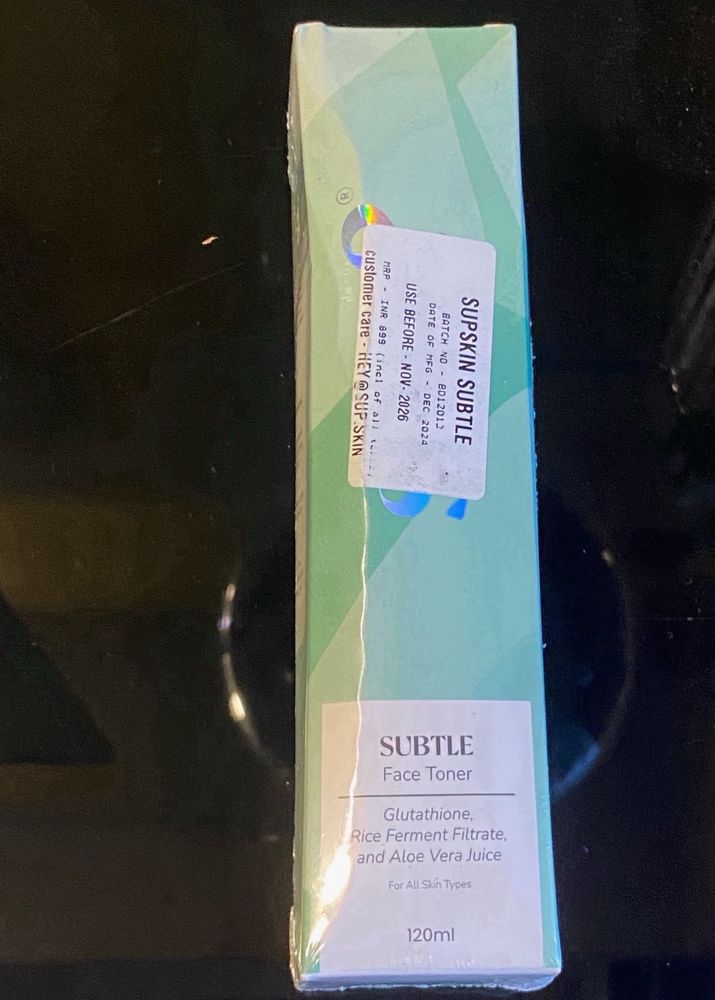 ®
SUPSKIN SUBTLE
BATCH NO - BD12013
DATE OF MFG - DEC 2024
USE BEFORE - NOV- 2026
MRP - INR 899 (incl of all
customer care - HEY@SUP.SKIN
SUBTLE
Face Toner
Glutathione,
Rice Ferment Filtrate,
and Aloe Vera Juice
For All Skin Types
120ml